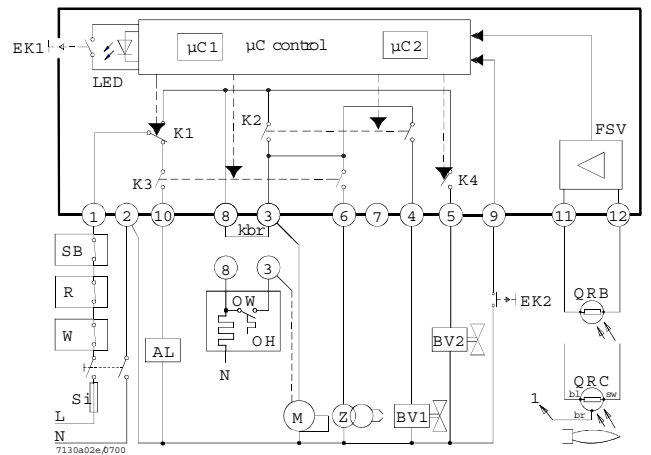 EK1
LED
µC1
µC control
µC2
FSV
K1
K2
K3
K4
1
2
10
8
3
6
7
4
5
9
11
12
kbr
SB
R
W
Si
L
N
7130a02e/0700
AL
8
3
OW
OH
N
M
Z
BV1
BV2
EK2
QRB
QRC
bl
sw
br
1